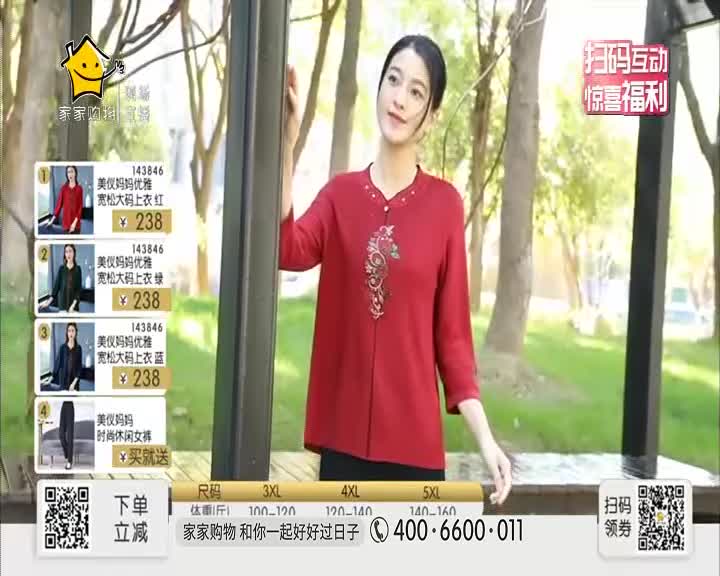 家家购物
扫码互动
惊喜福利
1
143846
美仪妈妈优雅
宽松大码上衣 红
¥ 238
2
143846
美仪妈妈优雅
宽松大码上衣 绿
¥ 238
3
143846
美仪妈妈优雅
宽松大码上衣 蓝
¥ 238
4
美仪妈妈
时尚休闲女裤
¥买就送
下单
立减
尺码 3XL 4XL 5XL
体重(斤) 100-120 120-140 140-160
家家购物 和你一起好好过日子
400·6600·011
扫码
领券